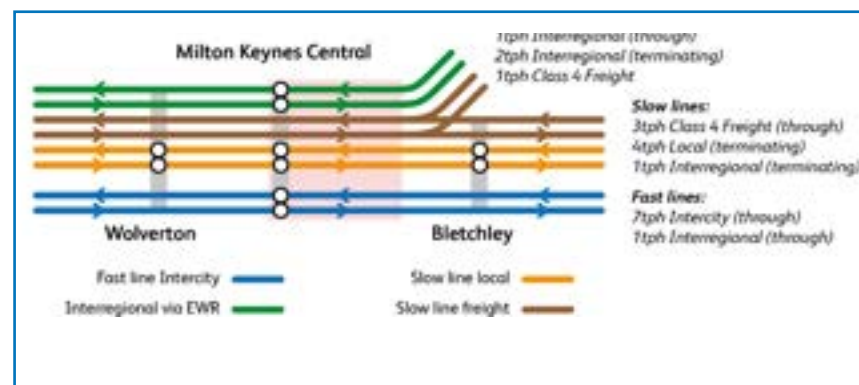 1tph Interregional (through)
Milton Keynes Central
2tph Interregional (terminating)
1tph Class 4 Freight
Slow lines:
3tph Class 4 Freight (through)
4tph Local (terminating)
1tph Interregional (terminating)
Fast lines:
7tph Intercity (through)
1tph Interregional (through)
Wolverton
Bletchley
Fast line Intercity
Slow line local
Interregional via EWR
Slow line freight